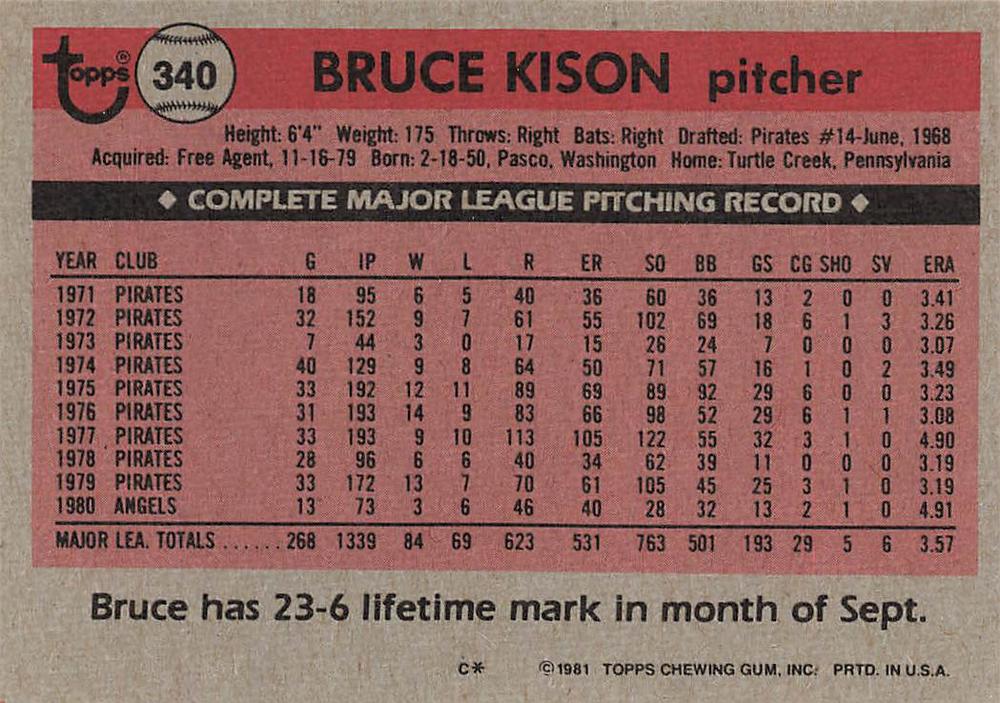 Topps® 340 BRUCE KISON pitcher
Height: 6'4" Weight: 175 Throws: Right Bats: Right Drafted: Pirates #14-June, 1968
Acquired: Free Agent, 11-16-79 Born: 2-18-50, Pasco, Washington Home: Turtle Creek, Pennsylvania
◆ COMPLETE MAJOR LEAGUE PITCHING RECORD ◆
YEAR CLUB G IP W L R ER SO BB GS CG SHO SV ERA
1971 PIRATES 18 95 6 5 40 36 60 36 13 2 0 0 3.41
1972 PIRATES 32 152 9 7 61 55 102 69 18 6 1 3 3.26
1973 PIRATES 7 44 3 0 17 15 26 24 7 0 0 0 3.07
1974 PIRATES 40 129 9 8 64 50 71 57 16 1 0 2 3.49
1975 PIRATES 33 192 12 11 89 69 89 92 29 6 0 0 3.23
1976 PIRATES 31 193 14 9 83 66 98 52 29 6 1 1 3.08
1977 PIRATES 33 193 9 10 113 105 122 55 32 3 1 0 4.90
1978 PIRATES 28 96 6 6 40 34 62 39 11 0 0 0 3.19
1979 PIRATES 33 172 13 7 70 61 105 45 25 3 1 0 3.19
1980 ANGELS 13 73 3 6 46 40 28 32 13 2 1 0 4.91
MAJOR LEA. TOTALS ...... 268 1339 84 69 623 531 763 501 193 29 5 6 3.57
Bruce has 23-6 lifetime mark in month of Sept.
C* ©1981 TOPPS CHEWING GUM, INC. PRTD. IN U.S.A.